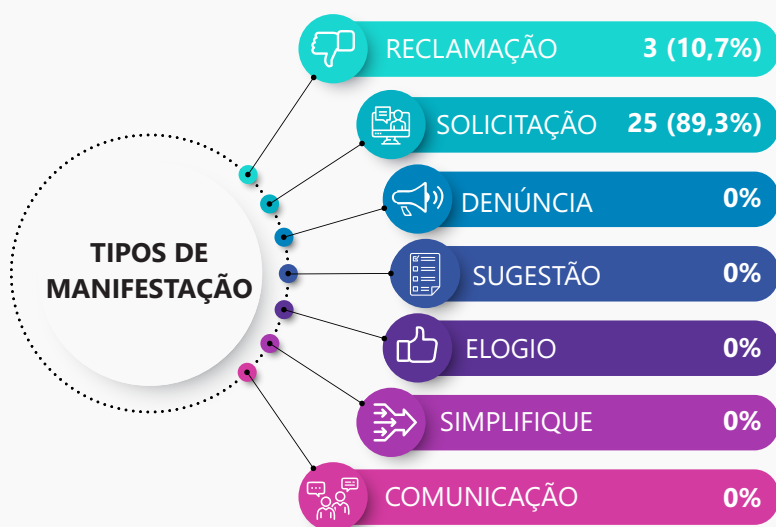 RECLAMAÇÃO 3 (10,7%)
SOLICITAÇÃO 25 (89,3%)
DENÚNCIA 0%
TIPOS DE
MANIFESTAÇÃO
SUGESTÃO 0%
ELOGIO 0%
SIMPLIFIQUE 0%
COMUNICAÇÃO 0%